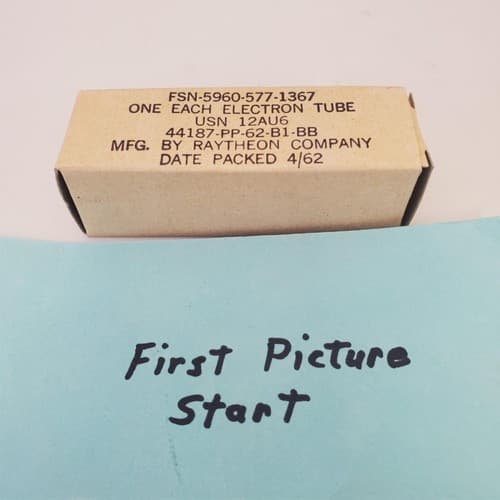 FSN-5960-577-1367
ONE EACH ELECTRON TUBE
USN 12AU6
44187-PP-62-B1-BB
MFG. BY RAYTHEON COMPANY
DATE PACKED 4/62
First Picture
Start